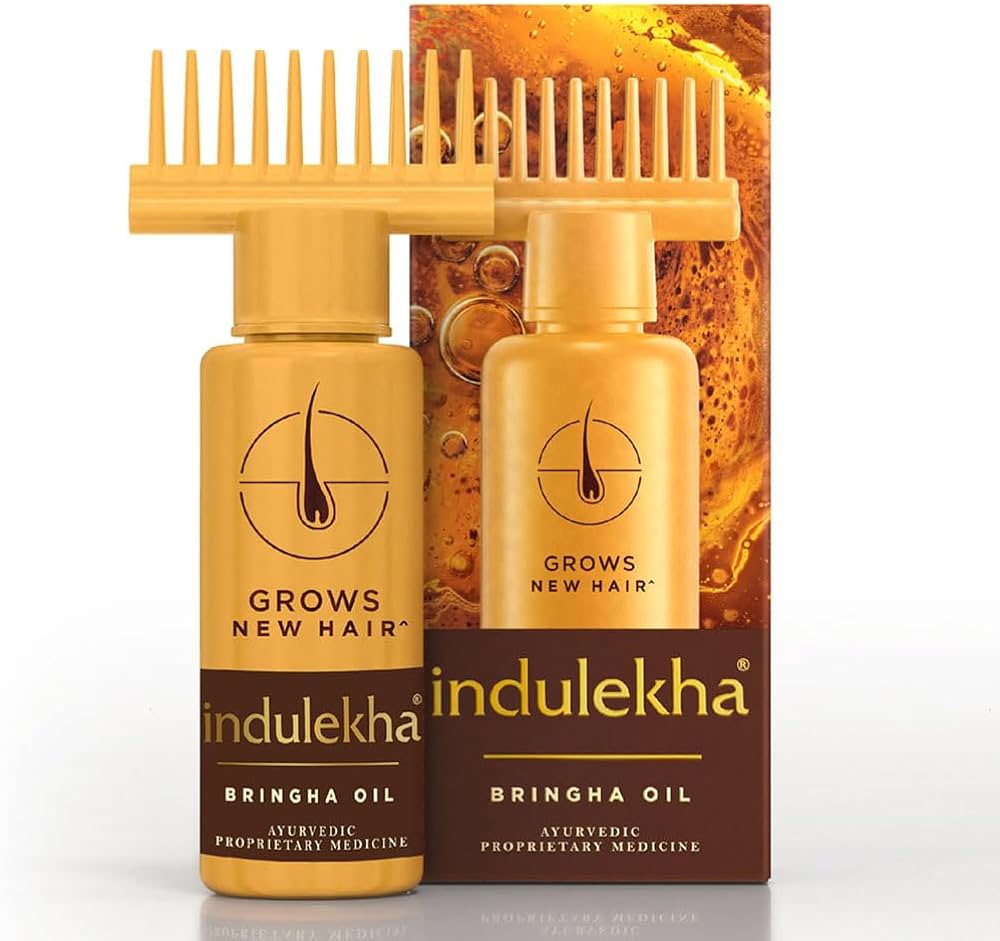 GROWS
NEW HAIR^
indulekha®
BRINGHA OIL
AYURVEDIC
PROPRIETARY MEDICINE
GROWS
NEW HAIR^
indulekha®
BRINGHA OIL
AYURVEDIC
PROPRIETARY MEDICINE